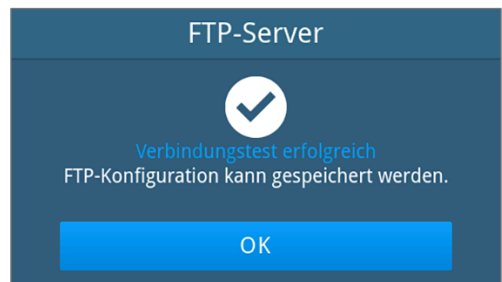 FTP-Server
Verbindungstest erfolgreich
FTP-Konfiguration kann gespeichert werden.
OK